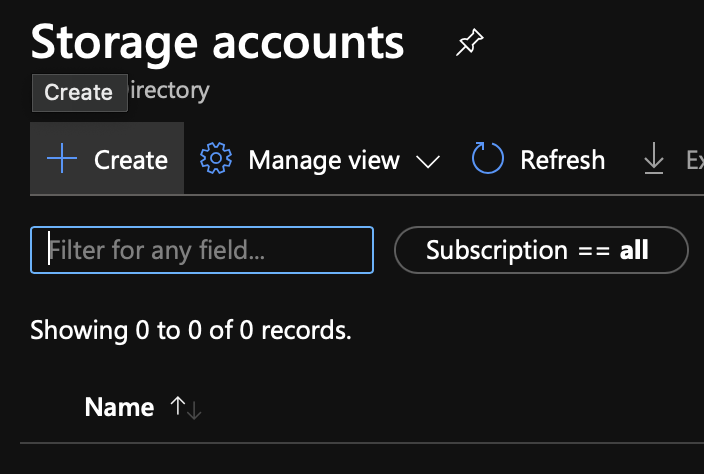 Storage accounts
Create irectory
Create Manage view Refresh Ex
Filter for any field...
Subscription == all
Showing 0 to 0 of 0 records.
Name